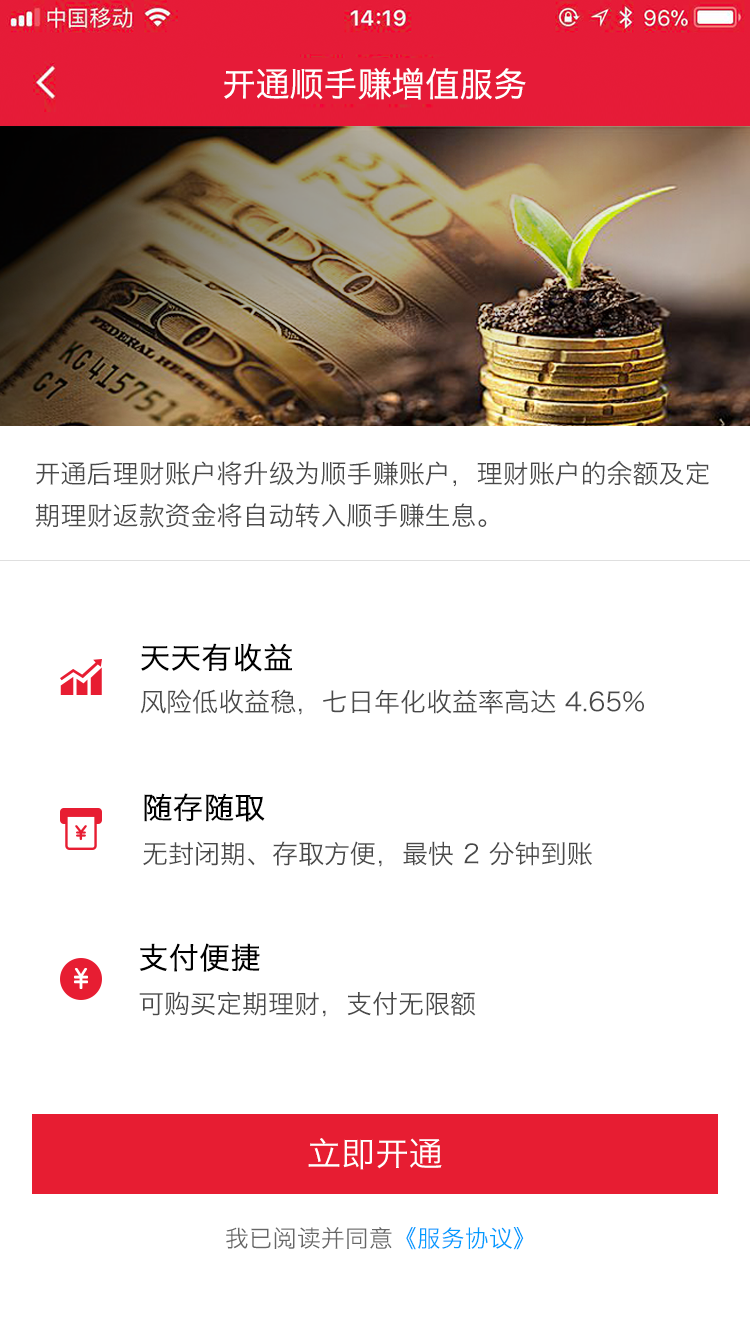 中国移动 14:19 96%
开通顺手赚增值服务
100
100
FEDERAL RESERVE
KG415751
G7
开通后理财账户将升级为顺手赚账户，理财账户的余额及定
期理财返款资金将自动转入顺手赚生息。
天天有收益
风险低收益稳，七日年化收益率高达 4.65%
¥
随存随取
无封闭期、存取方便，最快 2 分钟到账
¥
支付便捷
可购买定期理财，支付无限额
立即开通
我已阅读并同意《服务协议》